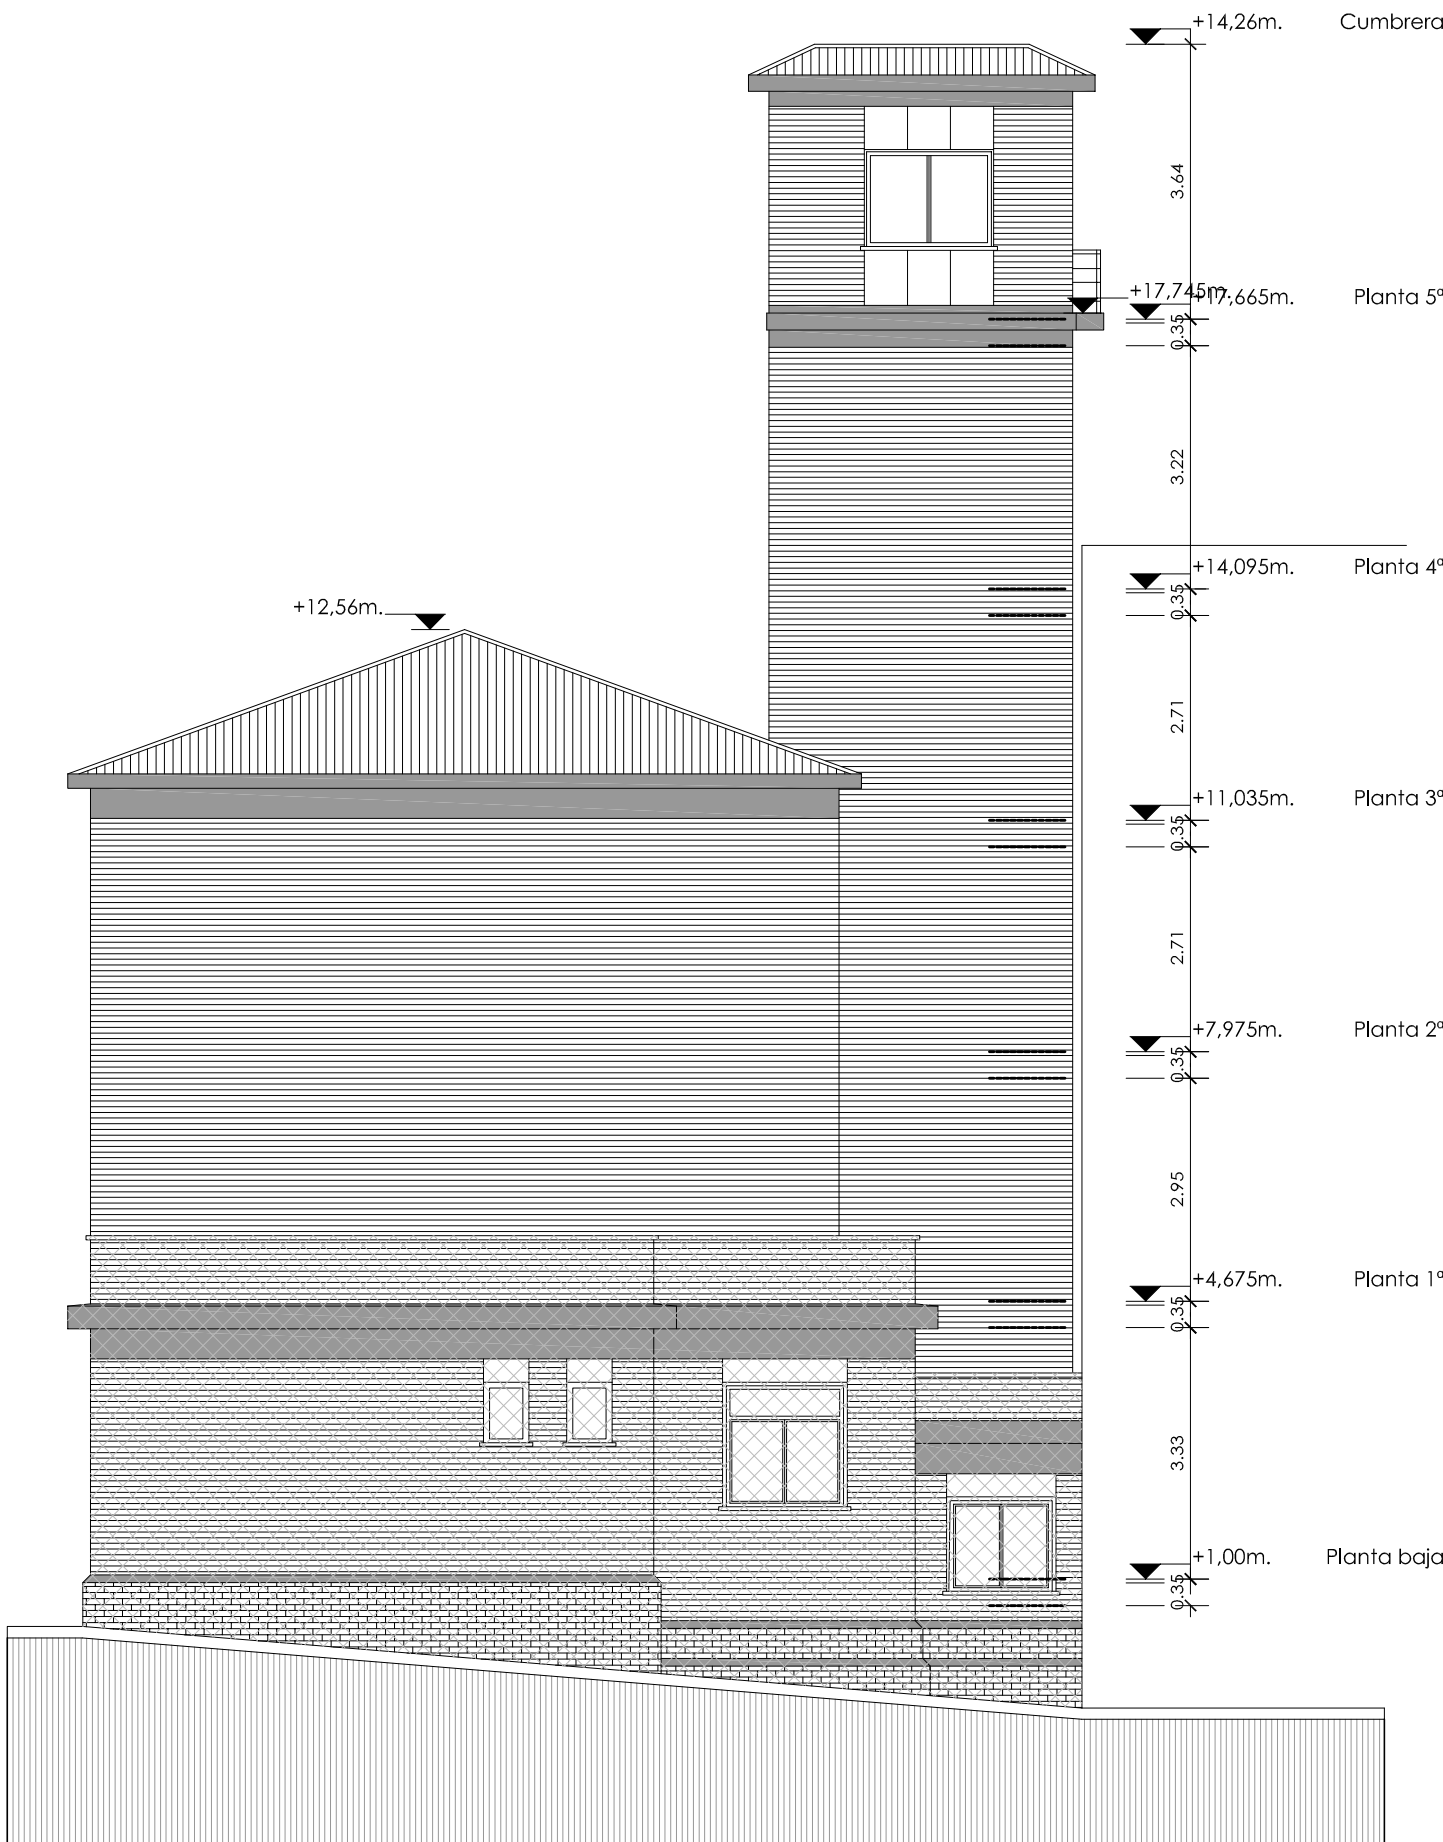 +14,26m. Cumbrera
3.64
+17,745m.
+17,665m. Planta 5ª
0.35
3.22
+14,095m. Planta 4ª
0.35
+12,56m.
2.71
+11,035m. Planta 3ª
0.35
2.71
+7,975m. Planta 2ª
0.35
2.95
+4,675m. Planta 1ª
0.35
3.33
+1,00m. Planta baja
0.35